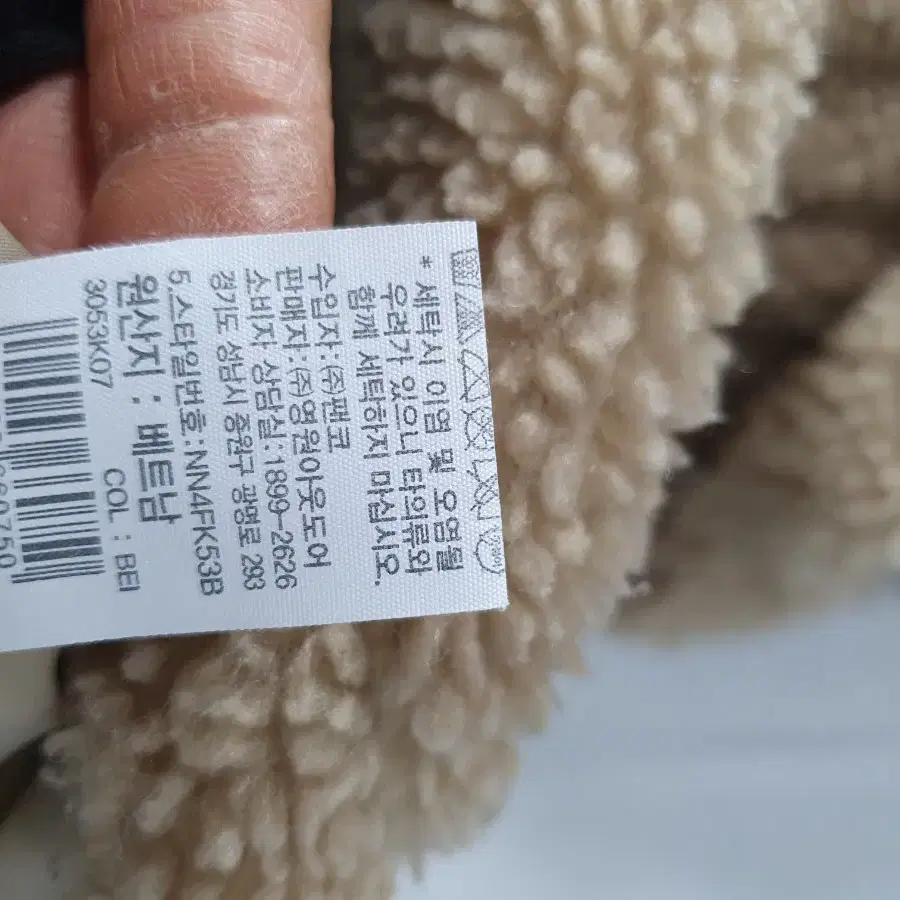 * 세탁시 이염 및 오염될
우려가 있으니 타의류와
함께 세탁하지 마십시오.
수입자:㈜팬코
판매자:㈜영원아웃도어
소비자 상담실:1899-2626
경기도 성남시 중원구 광명로 293
5.스타일번호:NN4FK53B
원산지 : 베트남
3053K07 COL : BEI